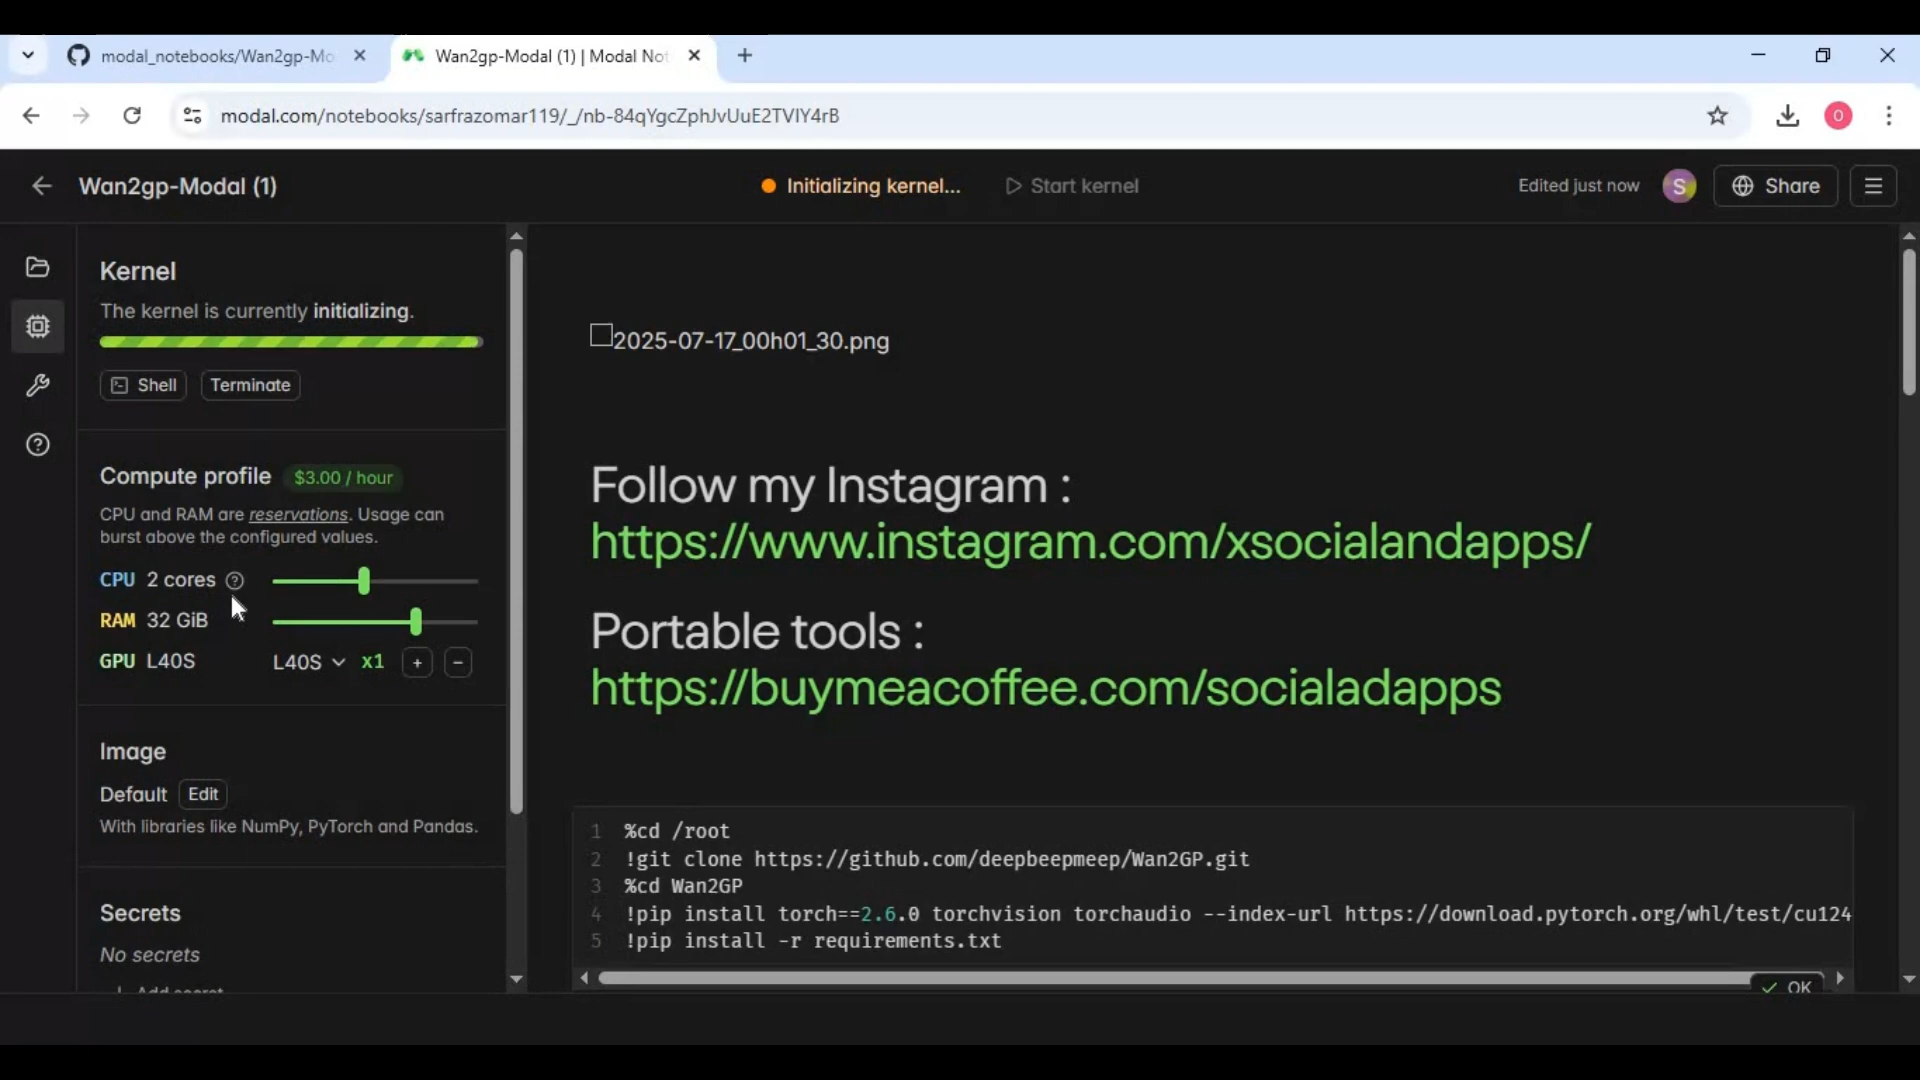 modal_notebooks/Wan2gp-Mo
Wan2gp-Modal (1) | Modal Not
modal.com/notebooks/sarfrazomar119/_/nb-84qYgcZphJvUuE2TVIY4rB
O
Wan2gp-Modal (1)
Initializing kernel...
Start kernel
Edited just now
S
Share
Kernel
The kernel is currently initializing.
Shell
Terminate
Compute profile
$3.00 / hour
CPU and RAM are reservations. Usage can
burst above the configured values.
CPU 2 cores
RAM 32 GiB
GPU L40S
L40S
x1
+
-
Image
Default
Edit
With libraries like NumPy, PyTorch and Pandas.
Secrets
No secrets
Add secret
2025-07-17_00h01_30.png
Follow my Instagram :
https://www.instagram.com/xsocialandapps/
Portable tools :
https://buymeacoffee.com/socialadapps
1 %cd /root
2 !git clone https://github.com/deepbeepmeep/Wan2GP.git
3 %cd Wan2GP
4 !pip install torch==2.6.0 torchvision torchaudio --index-url https://download.pytorch.org/whl/test/cu124
5 !pip install -r requirements.txt
OK